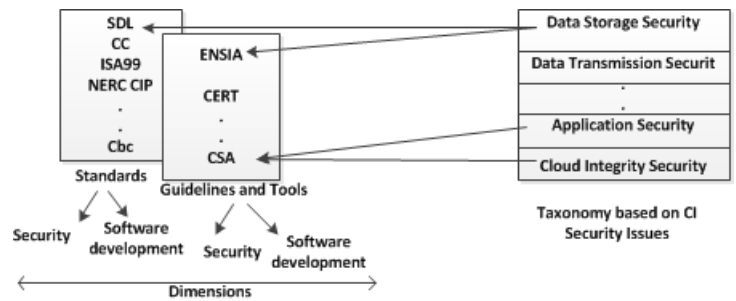 SDL
CC
ISA99
NERC CIP
.
.
Cbc
Standards
ENSIA
CERT
.
.
CSA
Guidelines and Tools
Security
Software
development
Security
Software
development
Dimensions
Data Storage Security
Data Transmission Securit
.
.
Application Security
Cloud Integrity Security
Taxonomy based on CI
Security Issues